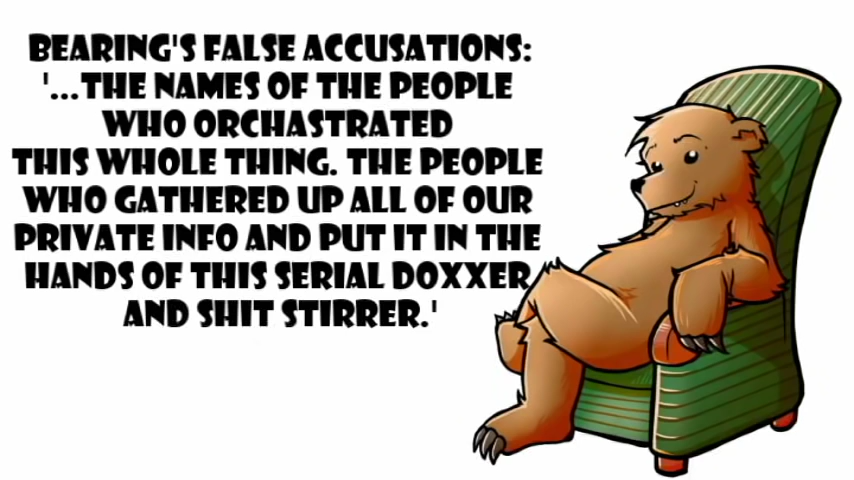 BEARING'S FALSE ACCUSATIONS:
'...THE NAMES OF THE PEOPLE
WHO ORCHASTRATED
THIS WHOLE THING. THE PEOPLE
WHO GATHERED UP ALL OF OUR
PRIVATE INFO AND PUT IT IN THE
HANDS OF THIS SERIAL DOXXER
AND SHIT STIRRER.'